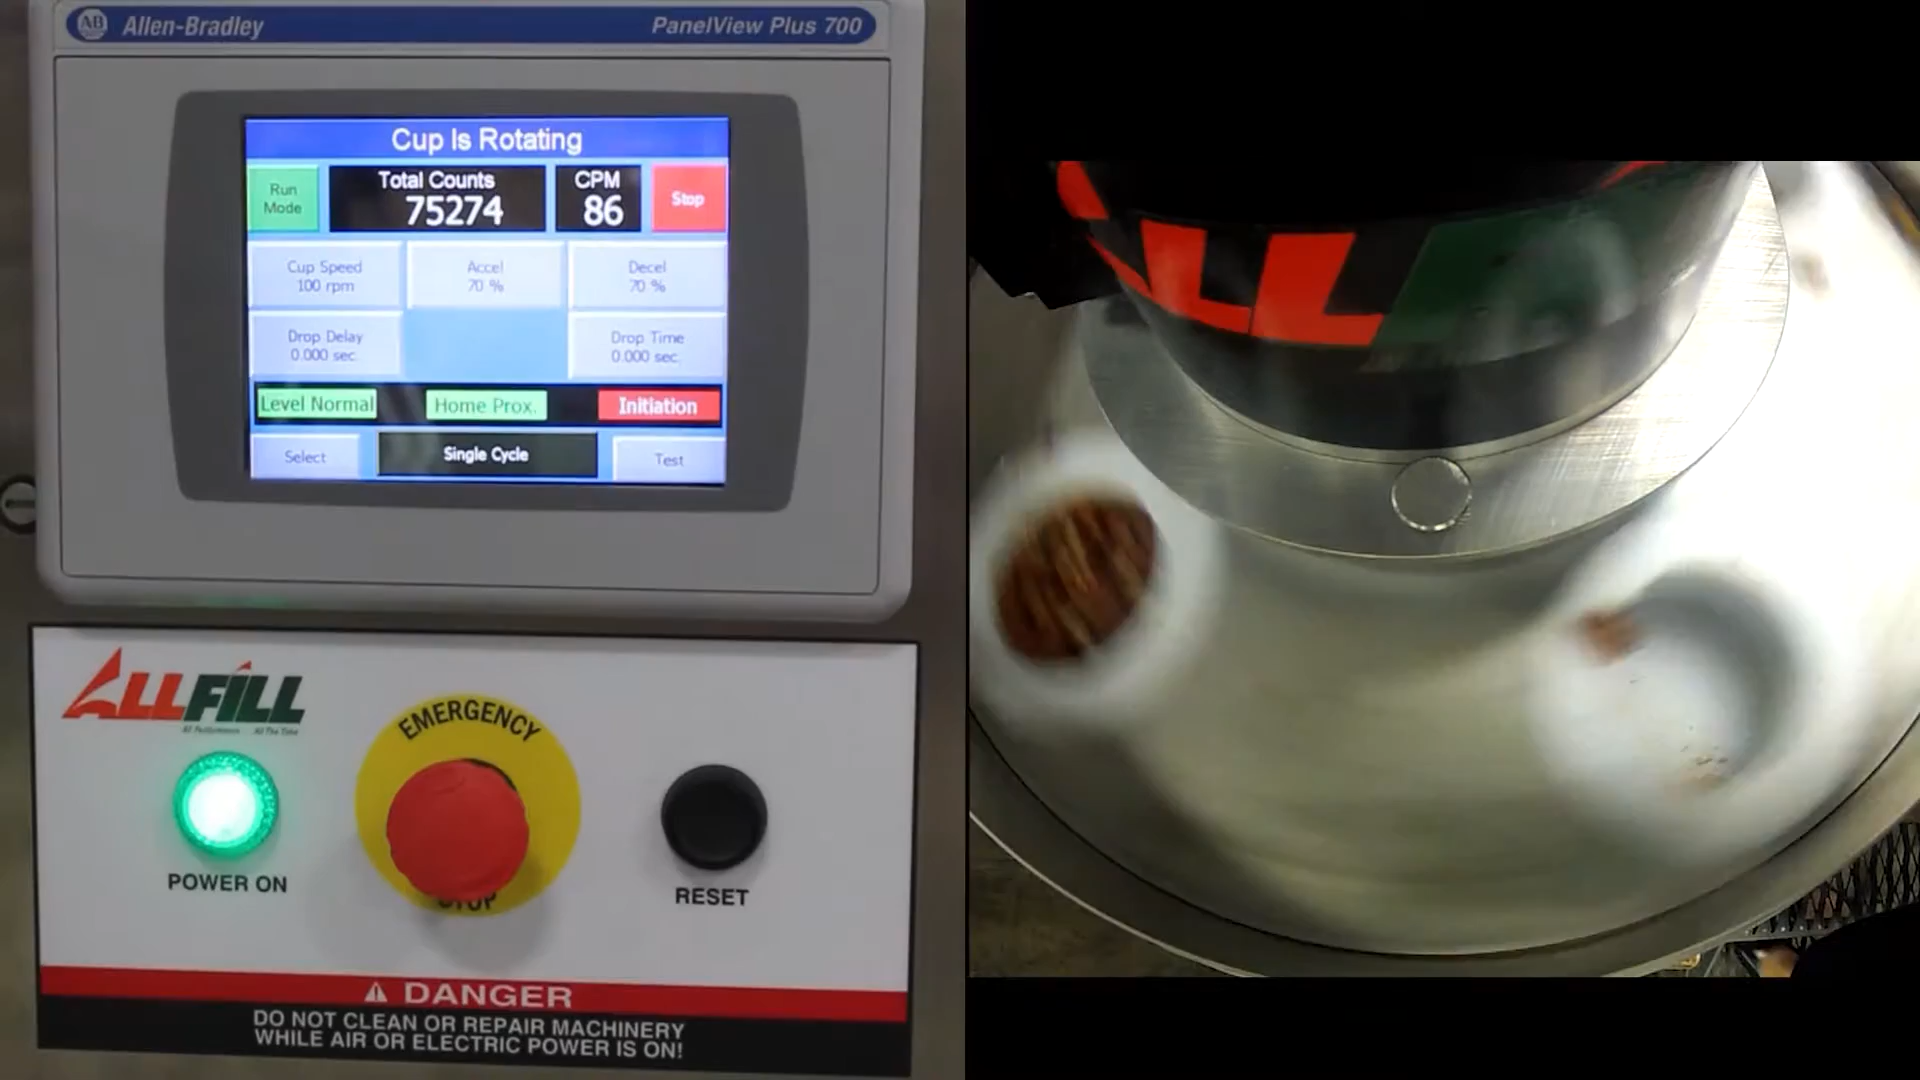 AB Allen-Bradley
PanelView Plus 700
Cup Is Rotating
Run
Mode
Total Counts
75274
CPM
86
Stop
Cup Speed
100 rpm
Accel
70 %
Decel
70 %
Drop Delay
0.000 sec
Drop Time
0.000 sec
Level Normal
Home Prox.
Initiation
Select
Single Cycle
Test
ALLFILL
EMERGENCY
STOP
POWER ON
RESET
DANGER
DO NOT CLEAN OR REPAIR MACHINERY
WHILE AIR OR ELECTRIC POWER IS ON!
ALL